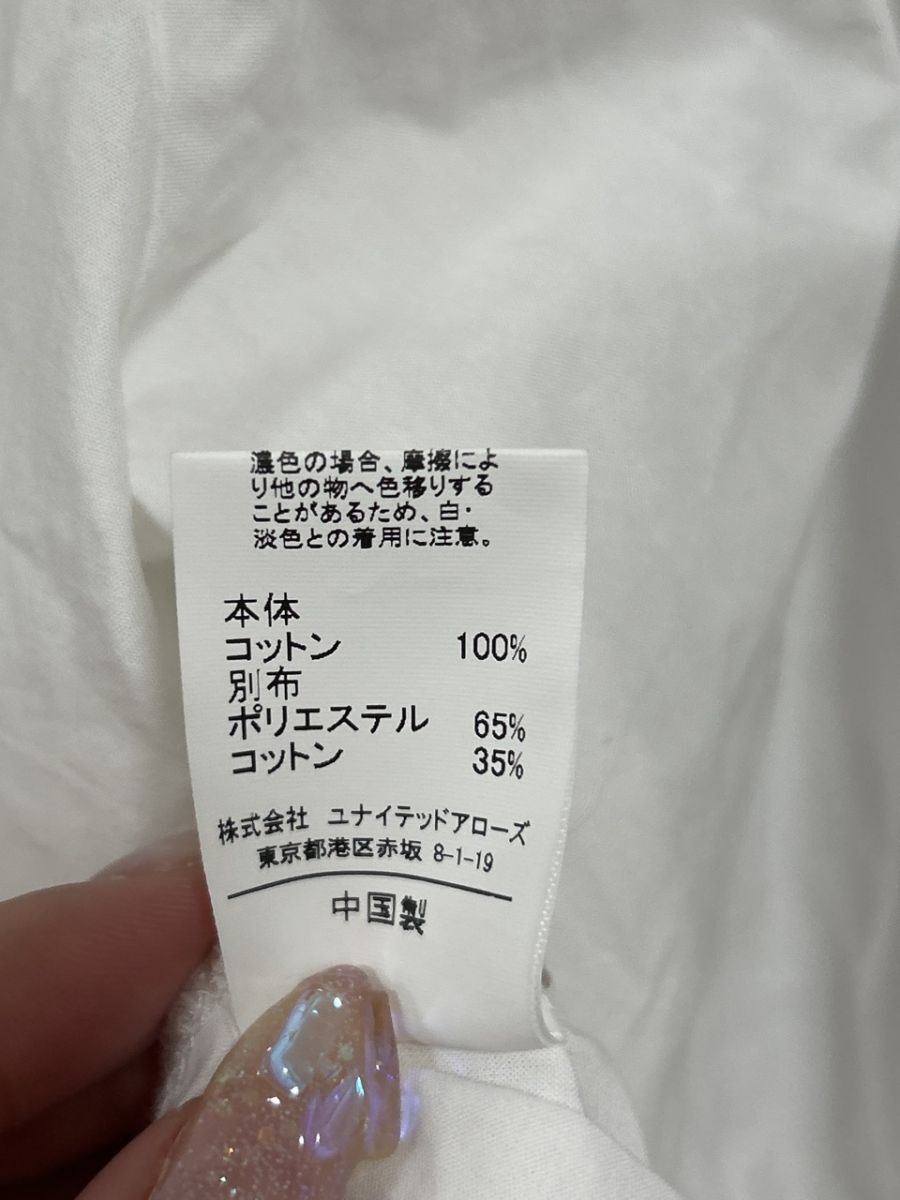 濃色の場合、摩擦によ
り他の物へ色移りする
ことがあるため、白・
淡色との着用に注意。
本体
コットン 100%
別布
ポリエステル 65%
コットン 35%
株式会社 ユナイテッドアローズ
東京都港区赤坂 8-1-19
中国製